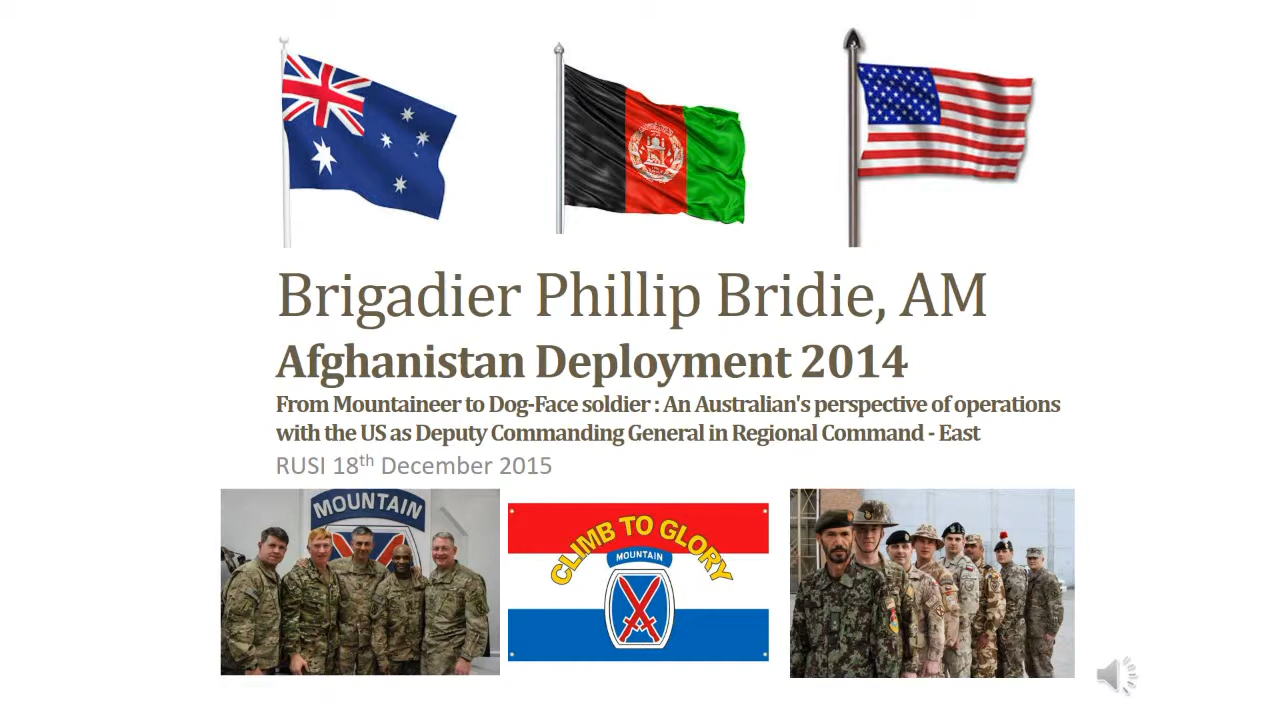 Brigadier Phillip Bridie, AM
Afghanistan Deployment 2014
From Mountaineer to Dog-Face soldier : An Australian's perspective of operations
with the US as Deputy Commanding General in Regional Command - East
RUSI 18th December 2015
MOUNTAIN
CLIMB TO GLORY
MOUNTAIN